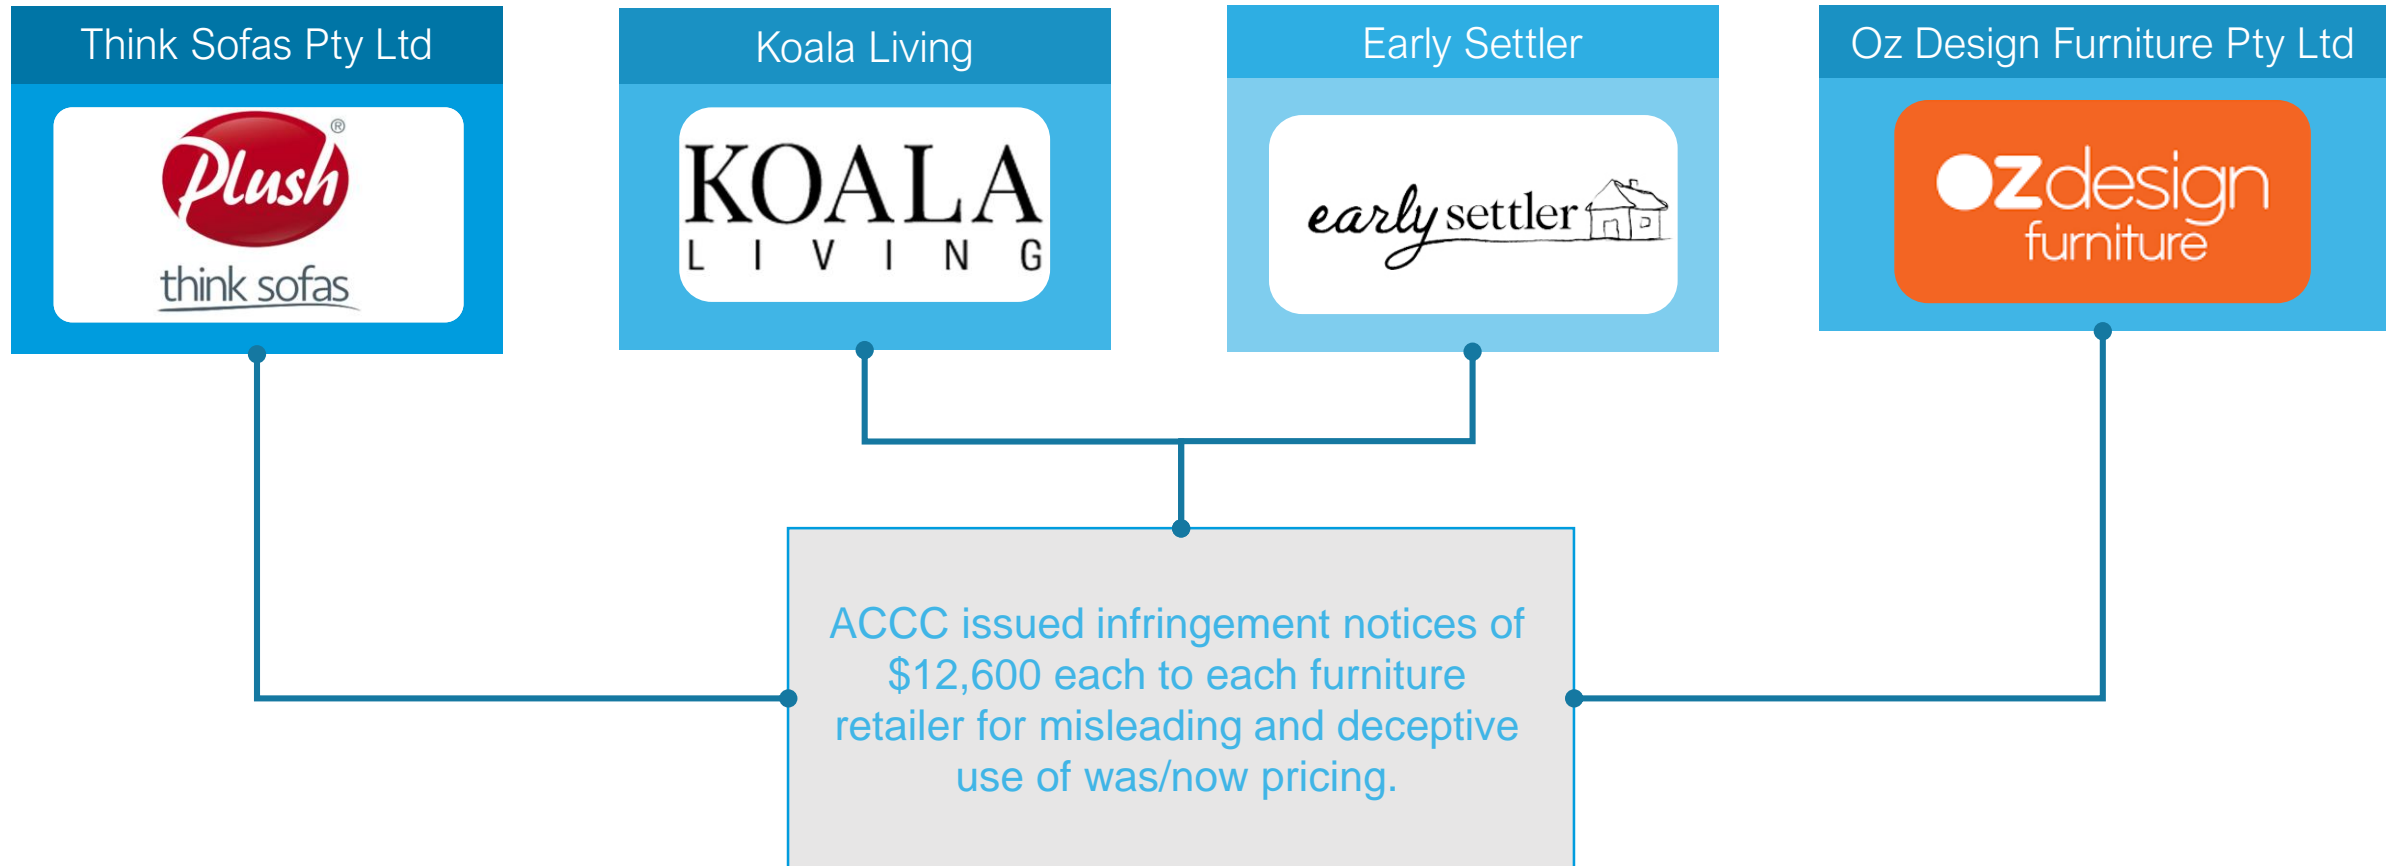 Think Sofas Pty Ltd
Koala Living
Early Settler
Oz Design Furniture Pty Ltd
Plush®
think sofas
KOALA
LIVING
early settler
OZdesign
furniture
ACCC issued infringement notices of
$12,600 each to each furniture
retailer for misleading and deceptive
use of was/now pricing.